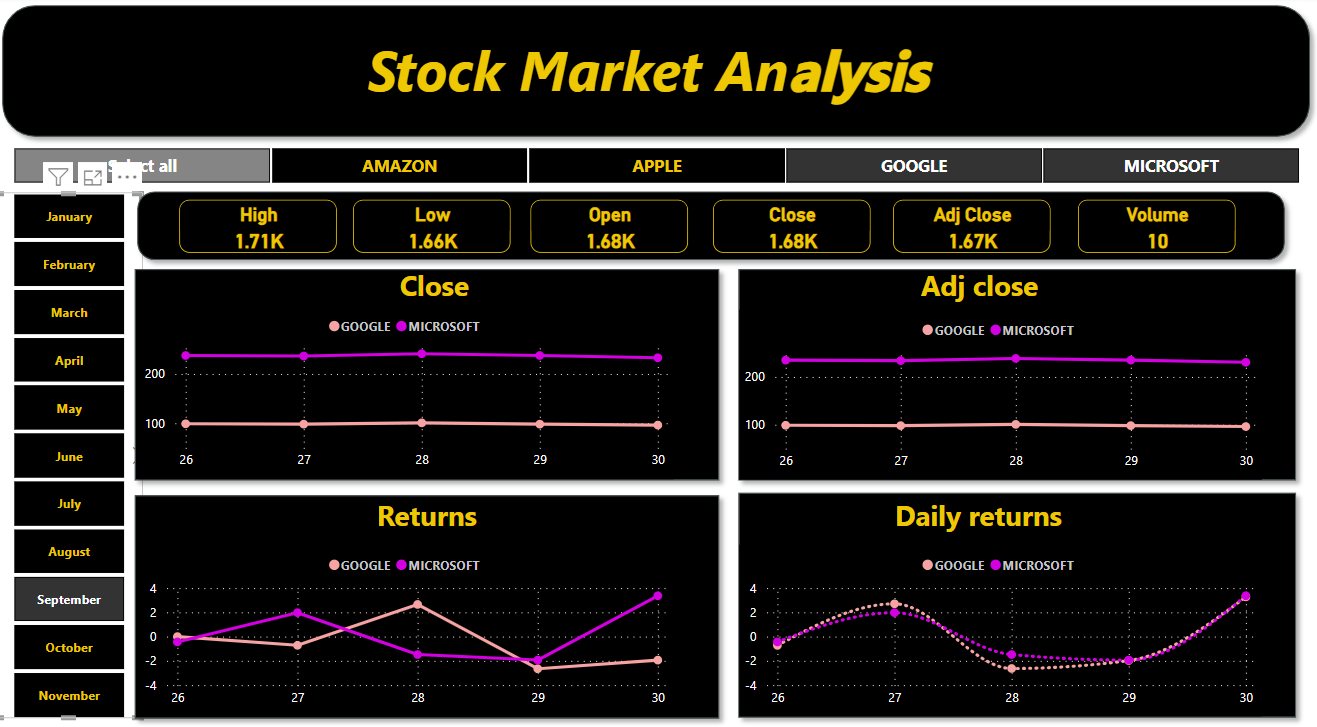 Stock Market Analysis
Select all
AMAZON
APPLE
GOOGLE
MICROSOFT
January
February
March
April
May
June
July
August
September
October
November
High
1.71K
Low
1.66K
Open
1.68K
Close
1.68K
Adj Close
1.67K
Volume
10
Close
GOOGLE MICROSOFT
200
100
26 27 28 29 30
Adj close
GOOGLE MICROSOFT
200
100
26 27 28 29 30
Returns
GOOGLE MICROSOFT
4
2
0
-2
-4
26 27 28 29 30
Daily returns
GOOGLE MICROSOFT
4
2
0
-2
-4
26 27 28 29 30